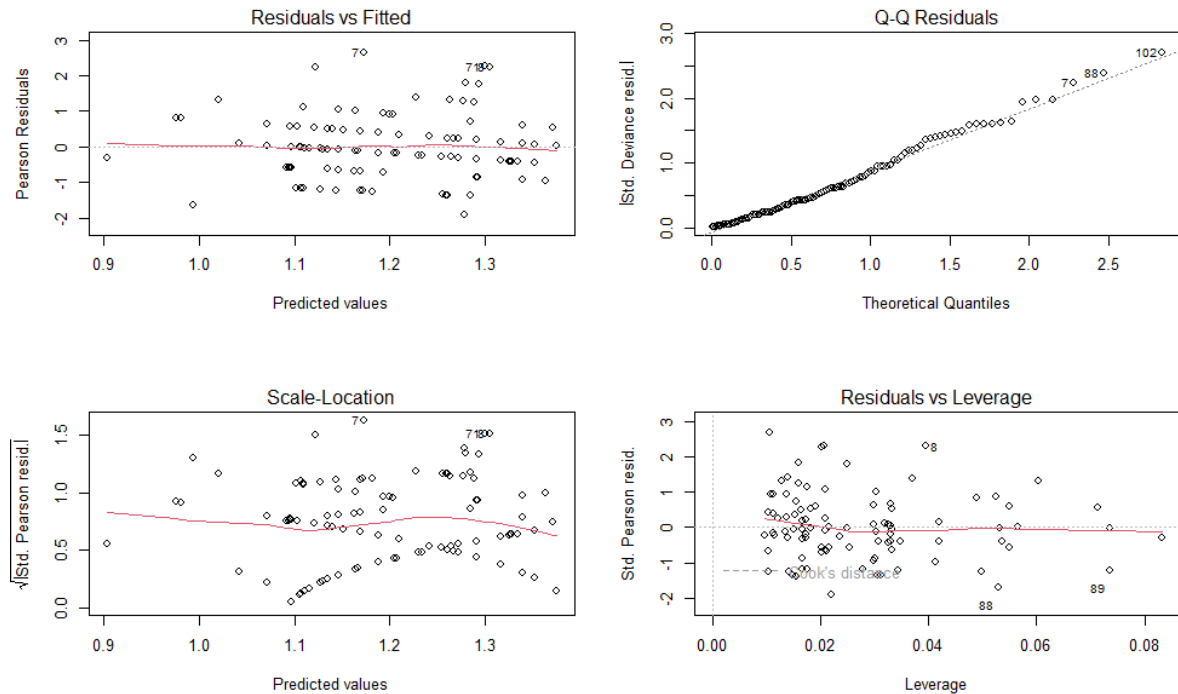 Residuals vs Fitted
Pearson Residuals
3
2
1
0
-1
-2
7
718
0.9 1.0 1.1 1.2 1.3
Predicted values
Q-Q Residuals
|Std. Deviance resid.|
3.0
2.0
1.0
0.0
102
88
7
0.0 0.5 1.0 1.5 2.0 2.5
Theoretical Quantiles
Scale-Location
√|Std. Pearson resid.|
1.5
1.0
0.5
0.0
7
718
0.9 1.0 1.1 1.2 1.3
Predicted values
Residuals vs Leverage
Std. Pearson resid.
3
2
1
0
-1
-2
8
Cook's distance
89
88
0.00 0.02 0.04 0.06 0.08
Leverage